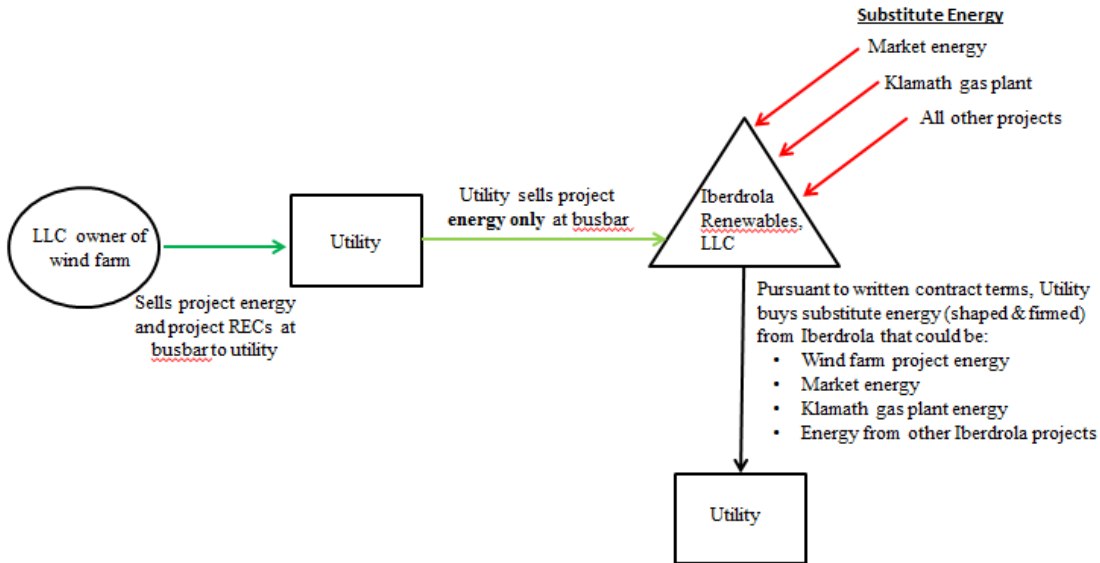 Substitute Energy
Market energy
Klamath gas plant
All other projects
LLC owner of
wind farm
Sells project energy
and project RECs at
busbar to utility
Utility
Utility sells project
energy only at busbar
Iberdrola
Renewables,
LLC
Pursuant to written contract terms, Utility
buys substitute energy (shaped & firmed)
from Iberdrola that could be:
• Wind farm project energy
• Market energy
• Klamath gas plant energy
• Energy from other Iberdrola projects
Utility